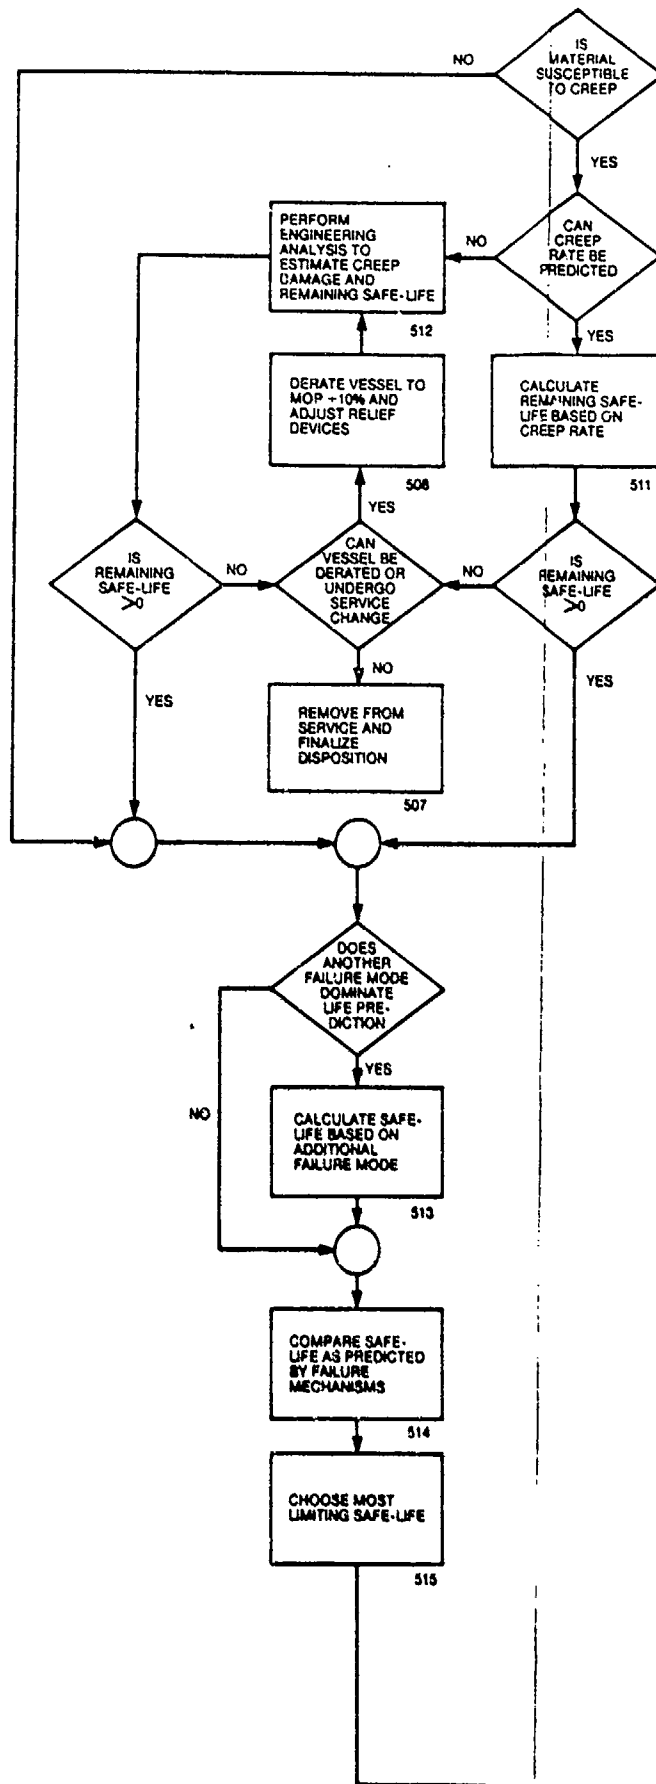 NO
IS
MATERIAL
SUSCEPTIBLE
TO CREEP
YES
PERFORM
ENGINEERING
ANALYSIS TO
ESTIMATE CREEP
DAMAGE AND
REMAINING SAFE-LIFE
512
NO
CAN
CREEP
RATE BE
PREDICTED
YES
DERATE VESSEL TO
MOP +10% AND
ADJUST RELIEF
DEVICES
508
CALCULATE
REMAINING SAFE-
LIFE BASED ON
CREEP RATE
511
YES
IS
REMAINING
SAFE-LIFE
>0
NO
CAN
VESSEL BE
DERATED OR
UNDERGO
SERVICE
CHANGE
NO
IS
REMAINING
SAFE-LIFE
>0
YES
NO
YES
REMOVE FROM
SERVICE AND
FINALIZE
DISPOSITION
507
DOES
ANOTHER
FAILURE MODE
DOMINATE
LIFE PRE-
DICTION
YES
NO
CALCULATE SAFE-
LIFE BASED ON
ADDITIONAL
FAILURE MODE
513
COMPARE SAFE-
LIFE AS PREDICTED
BY FAILURE
MECHANISMS
514
CHOOSE MOST
LIMITING SAFE-LIFE
515